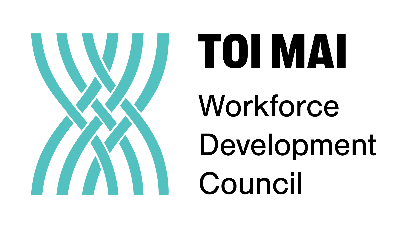 TOI MAI
Workforce
Development
Council